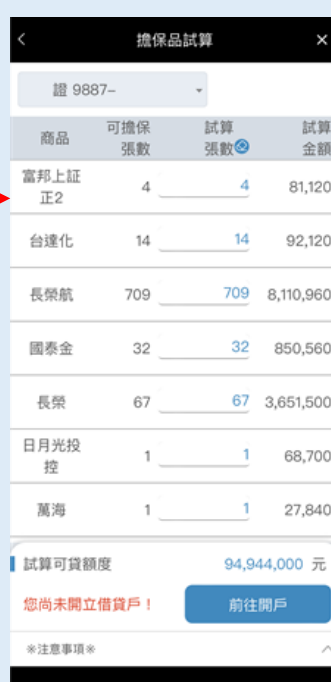 擔保品試算
證 9887–
商品 可擔保 試算 試算
張數 張數 金額
富邦上証
正2 4 4 81,120
台達化 14 14 92,120
長榮航 709 709 8,110,960
國泰金 32 32 850,560
長榮 67 67 3,651,500
日月光投
控 1 1 68,700
萬海 1 1 27,840
試算可貸額度 94,944,000 元
您尚未開立借貸戶！ 前往開戶
※注意事項※